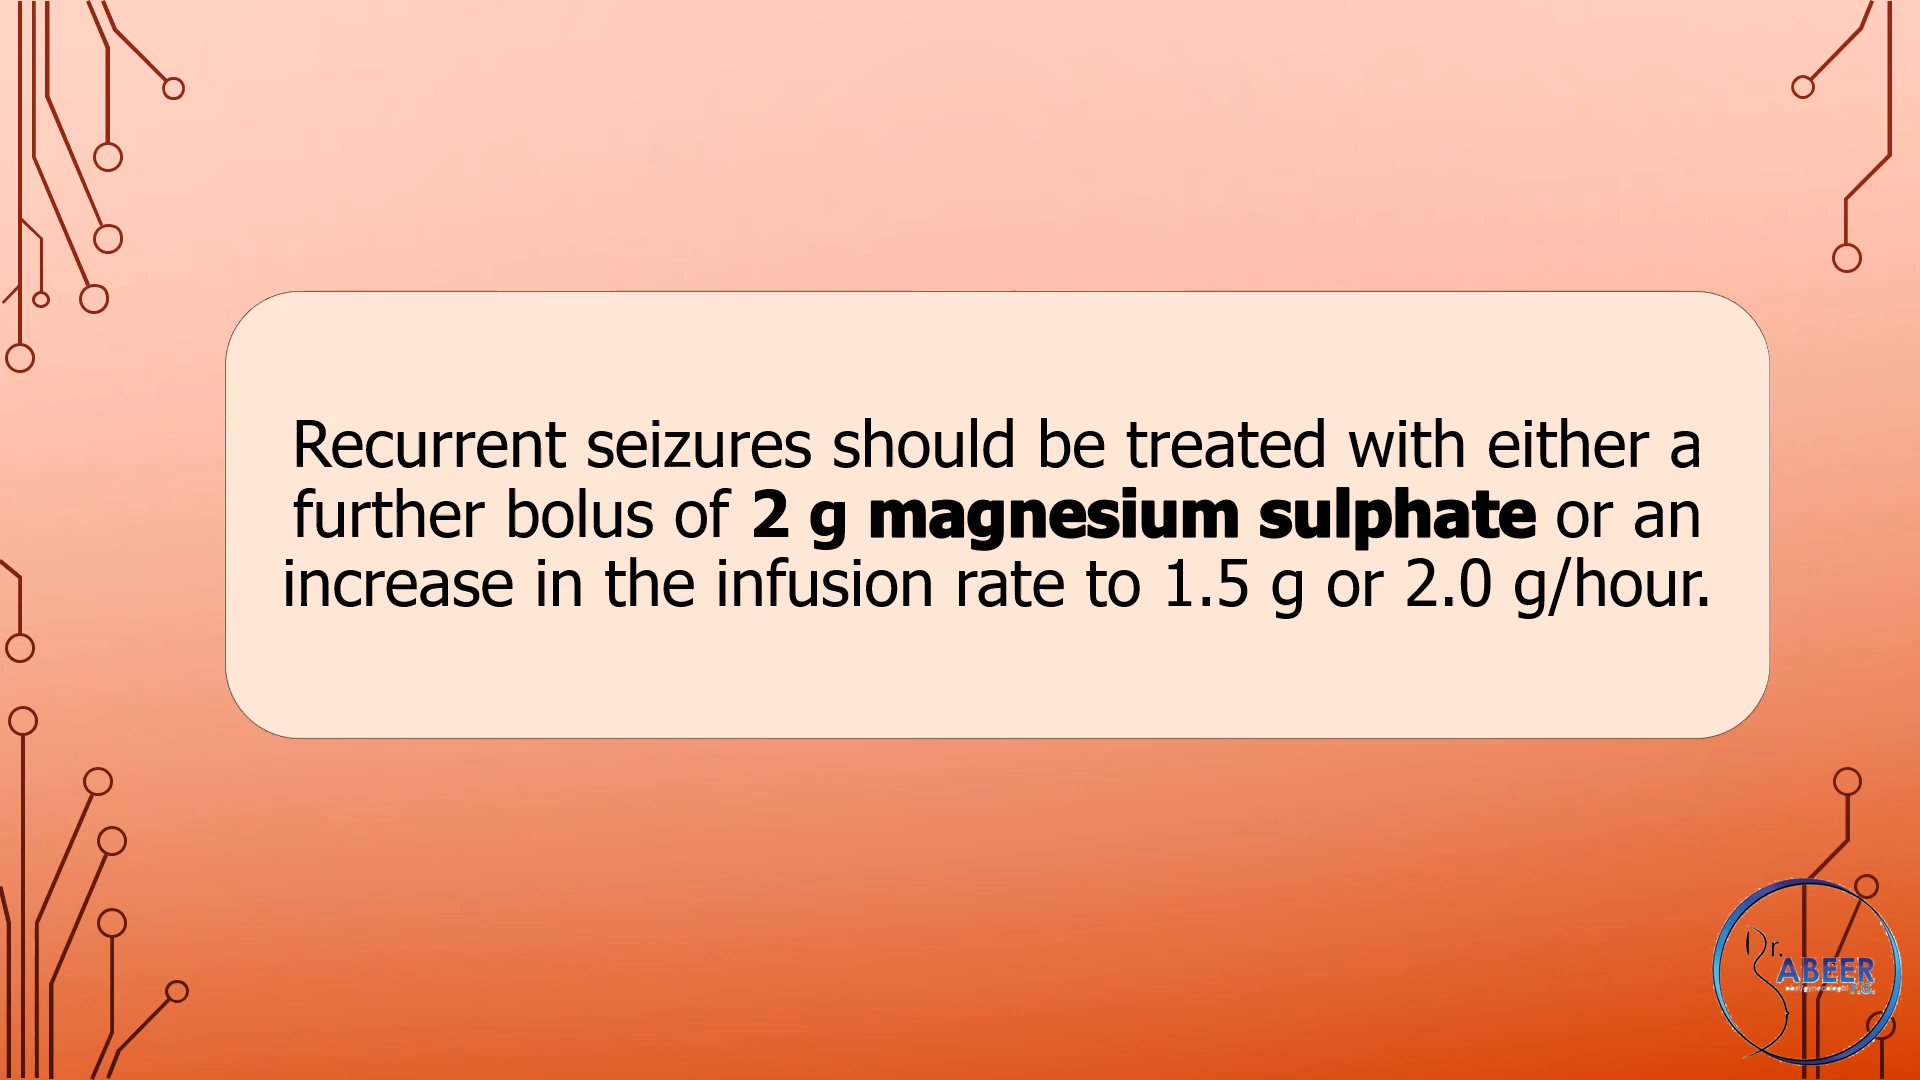 Recurrent seizures should be treated with either a
further bolus of 2 g magnesium sulphate or an
increase in the infusion rate to 1.5 g or 2.0 g/hour.
Dr.
ABEER
F.G.